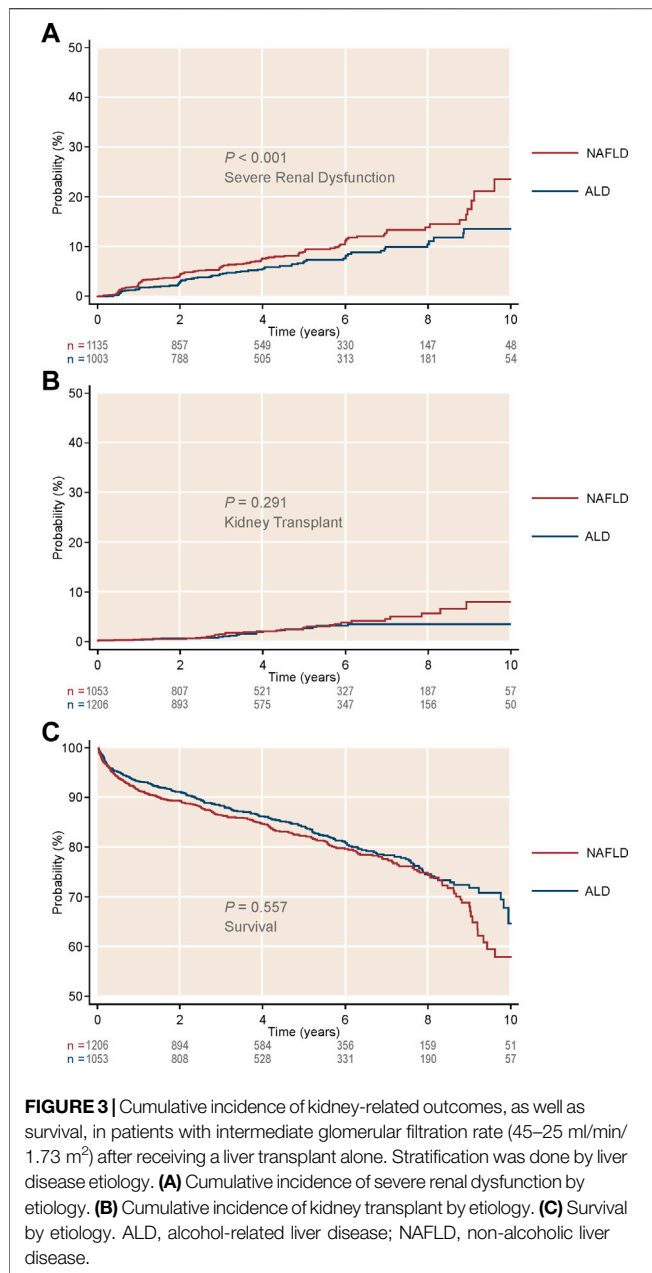 A
50
40
30
20
10
0
Probability (%)
P < 0.001
Severe Renal Dysfunction
NAFLD
ALD
0 2 4 6 8 10
Time (years)
n = 1135 857 549 330 147 48
n = 1003 788 505 313 181 54
B
50
40
30
20
10
0
Probability (%)
P = 0.291
Kidney Transplant
NAFLD
ALD
0 2 4 6 8 10
Time (years)
n = 1053 807 521 327 187 57
n = 1206 893 575 347 156 50
C
100
90
80
70
60
50
Probability (%)
P = 0.557
Survival
NAFLD
ALD
0 2 4 6 8 10
Time (years)
n = 1206 894 584 356 159 51
n = 1053 808 528 331 190 57
FIGURE 3 | Cumulative incidence of kidney-related outcomes, as well as
survival, in patients with intermediate glomerular filtration rate (45–25 ml/min/
1.73 m²) after receiving a liver transplant alone. Stratification was done by liver
disease etiology. (A) Cumulative incidence of severe renal dysfunction by
etiology. (B) Cumulative incidence of kidney transplant by etiology. (C) Survival
by etiology. ALD, alcohol-related liver disease; NAFLD, non-alcoholic liver
disease.